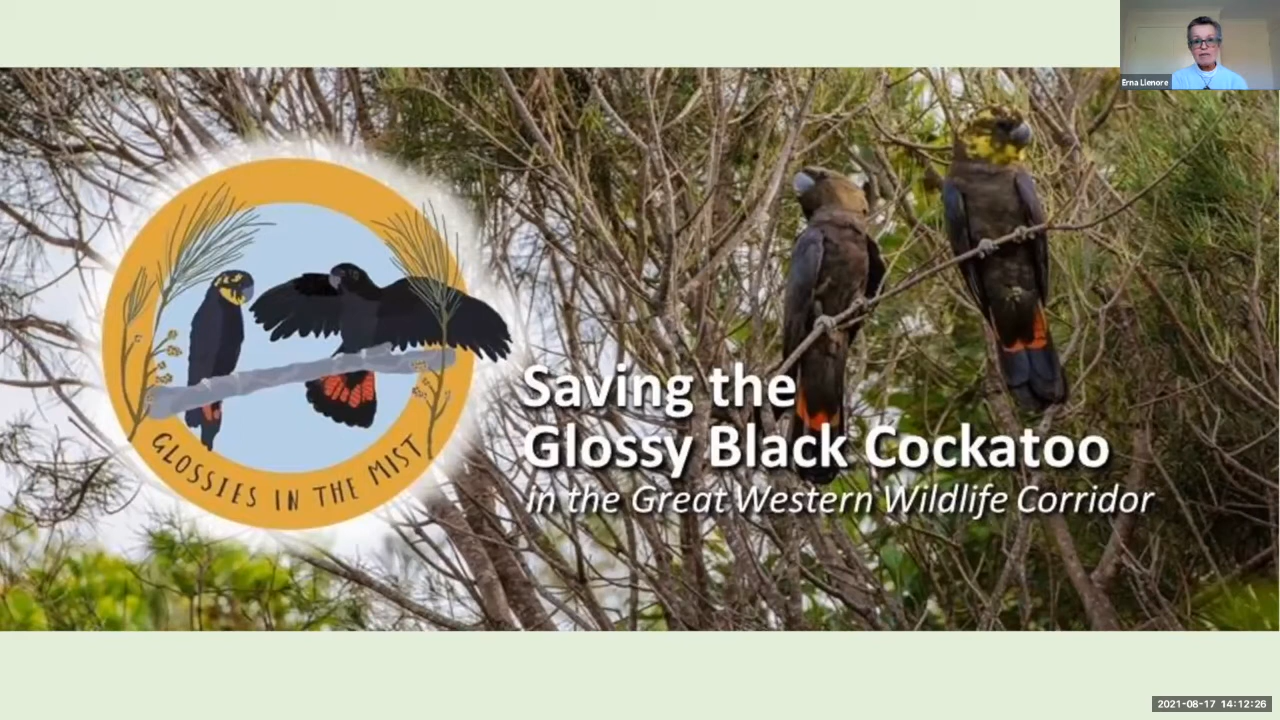 Erna Llenore
GLOSSIES IN THE MIST
Saving the
Glossy Black Cockatoo
in the Great Western Wildlife Corridor
2021-08-17 14:12:26